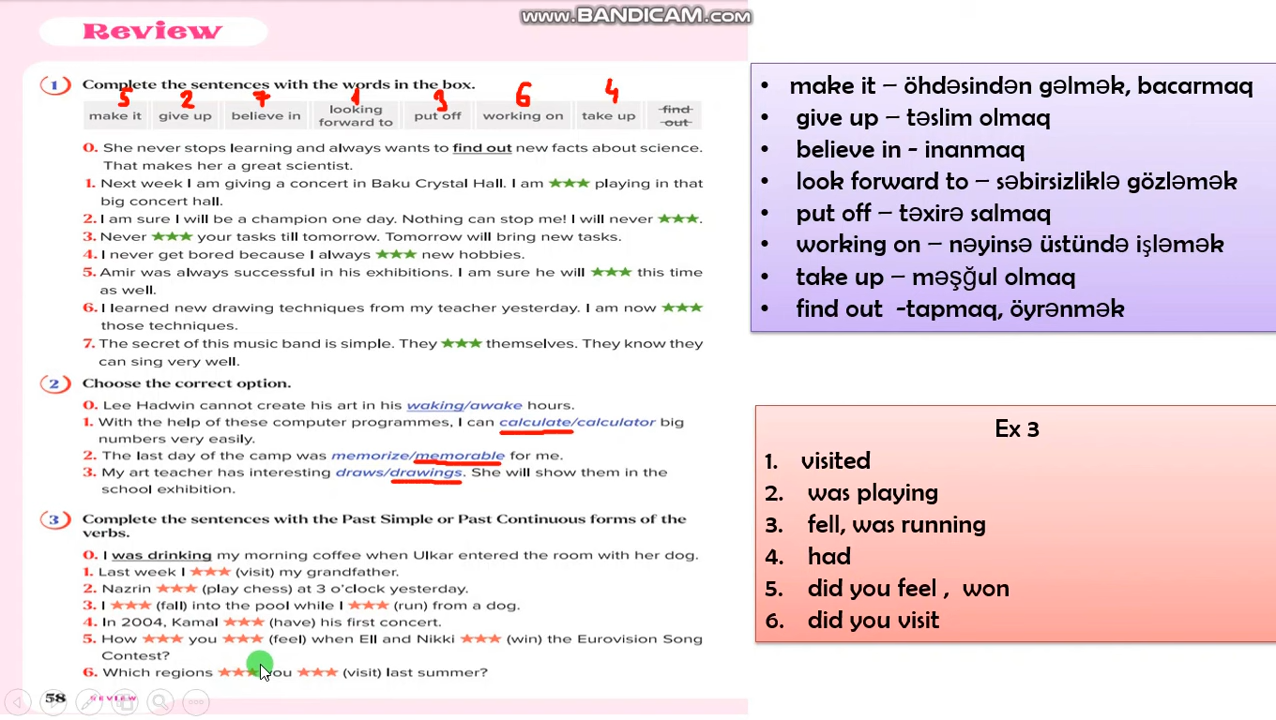 www.BANDICAM.com
Review
1 Complete the sentences with the words in the box.
5 2 7 1 3 6 4
make it give up believe in looking forward to put off working on take up find out
0. She never stops learning and always wants to find out new facts about science.
That makes her a great scientist.
1. Next week I am giving a concert in Baku Crystal Hall. I am ★★★ playing in that
big concert hall.
2. I am sure I will be a champion one day. Nothing can stop me! I will never ★★★.
3. Never ★★★ your tasks till tomorrow. Tomorrow will bring new tasks.
4. I never get bored because I always ★★★ new hobbies.
5. Amir was always successful in his exhibitions. I am sure he will ★★★ this time
as well.
6. I learned new drawing techniques from my teacher yesterday. I am now ★★★
those techniques.
7. The secret of this music band is simple. They ★★★ themselves. They know they
can sing very well.
2 Choose the correct option.
0. Lee Hadwin cannot create his art in his waking/awake hours.
1. With the help of these computer programmes, I can calculate/calculator big
numbers very easily.
2. The last day of the camp was memorize/memorable for me.
3. My art teacher has interesting draws/drawings. She will show them in the
school exhibition.
3 Complete the sentences with the Past Simple or Past Continuous forms of the
verbs.
0. I was drinking my morning coffee when Ulkar entered the room with her dog.
1. Last week I ★★★ (visit) my grandfather.
2. Nazrin ★★★ (play chess) at 3 o'clock yesterday.
3. I ★★★ (fall) into the pool while I ★★★ (run) from a dog.
4. In 2004, Kamal ★★★ (have) his first concert.
5. How ★★★ you ★★★ (feel) when Ell and Nikki ★★★ (win) the Eurovision Song
Contest?
6. Which regions ★★★ you ★★★ (visit) last summer?
58 REVIEW
• make it – öhdəsindən gəlmək, bacarmaq
• give up – təslim olmaq
• believe in - inanmaq
• look forward to – səbirsizliklə gözləmək
• put off – təxirə salmaq
• working on – nəyinsə üstündə işləmək
• take up – məşğul olmaq
• find out -tapmaq, öyrənmək
Ex 3
1. visited
2. was playing
3. fell, was running
4. had
5. did you feel , won
6. did you visit